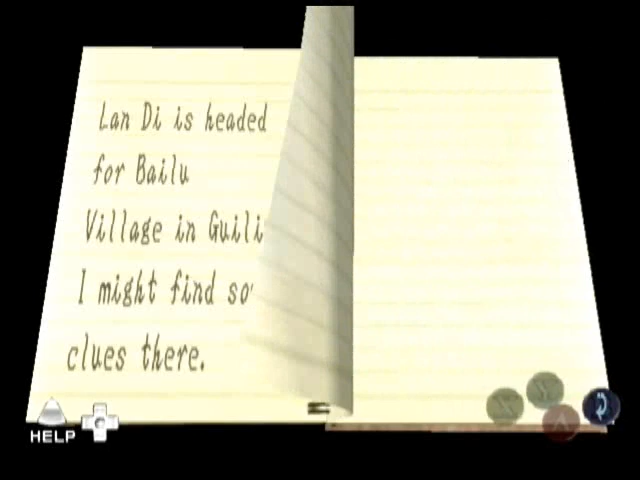 Lan Di is headed
for Bailu
Village in Guili
I might find so
clues there.
HELP
X
Y
A